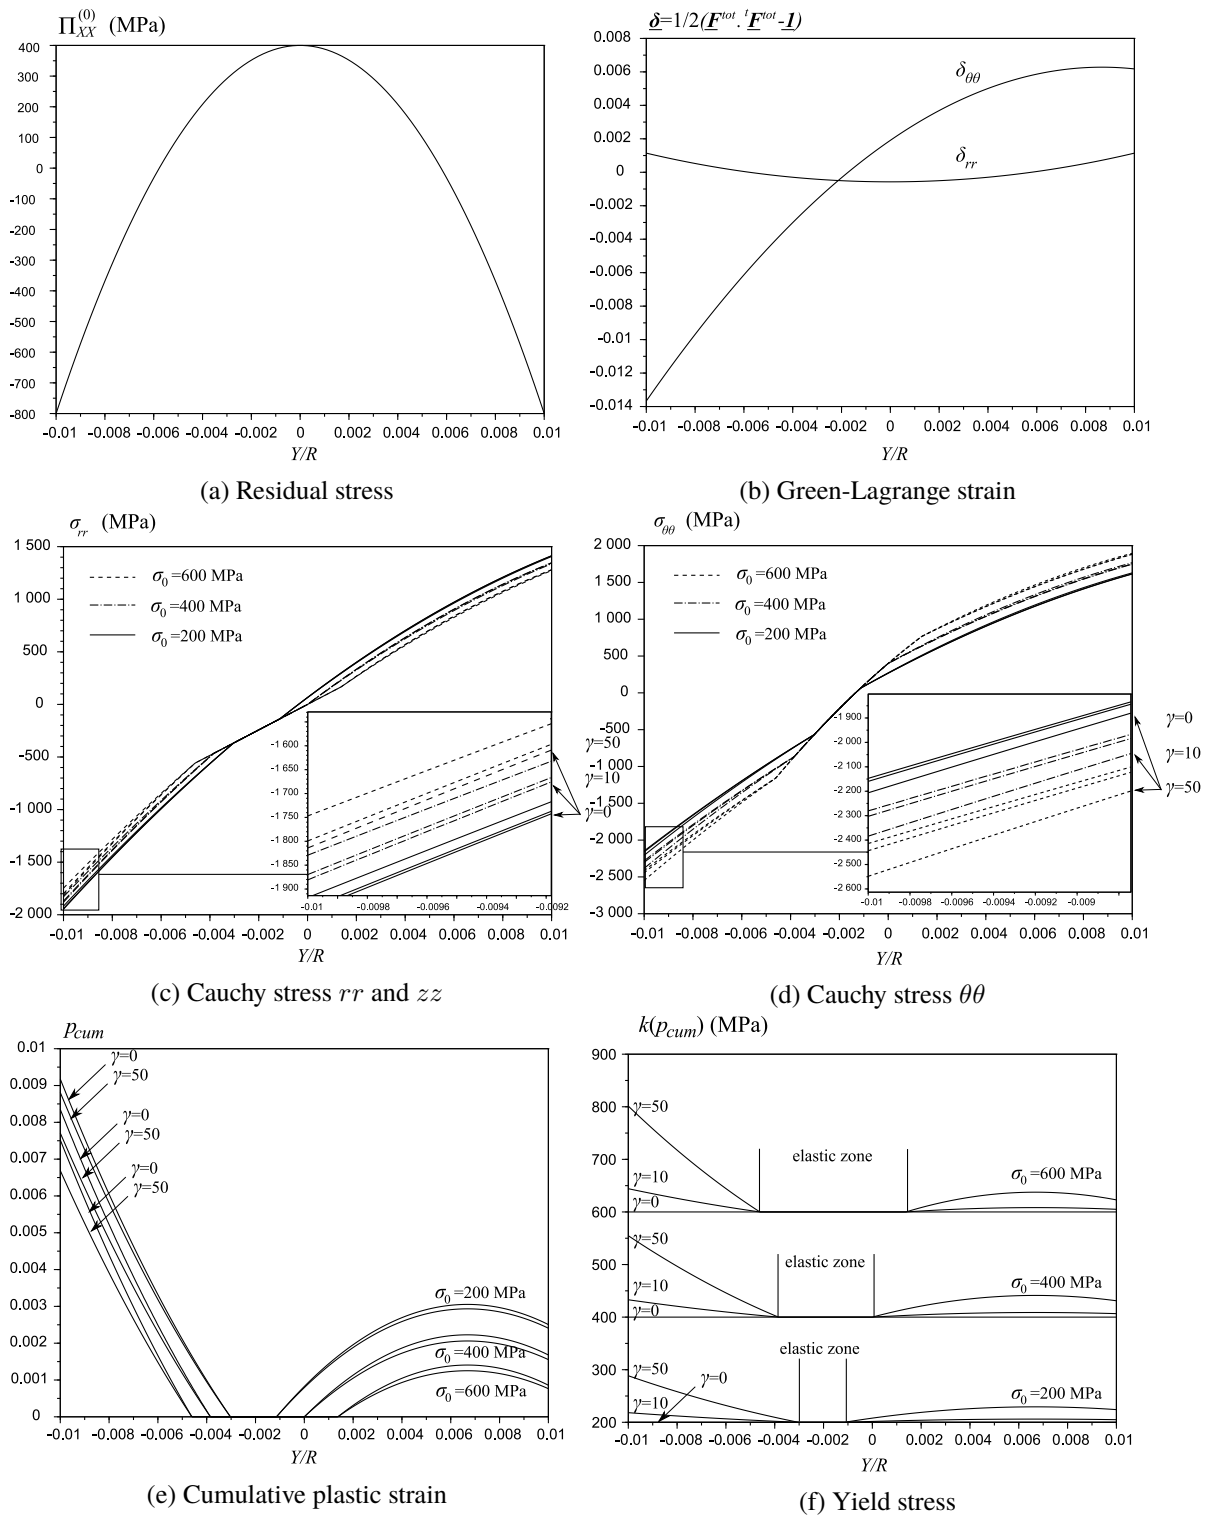 Π_XX^(0) (MPa)
400
300
200
100
0
-100
-200
-300
-400
-500
-600
-700
-800
-0.01 -0.008 -0.006 -0.004 -0.002 0 0.002 0.004 0.006 0.008 0.01
Y/R
(a) Residual stress
δ=1/2(F^tot. ^tF^tot-1)
0.008
0.006
0.004
0.002
0
-0.002
-0.004
-0.006
-0.008
-0.01
-0.012
-0.014
δ_θθ
δ_rr
-0.01 -0.008 -0.006 -0.004 -0.002 0 0.002 0.004 0.006 0.008 0.01
Y/R
(b) Green-Lagrange strain
σ_rr (MPa)
1 500
1 000
500
0
-500
-1 000
-1 500
-2 000
σ_0=600 MPa
σ_0=400 MPa
σ_0=200 MPa
-1 600
-1 650
-1 700
-1 750
-1 800
-1 850
-1 900
-0.01 -0.0098 -0.0096 -0.0094 -0.0092
γ=50
γ=10
γ=0
-0.01 -0.008 -0.006 -0.004 -0.002 0 0.002 0.004 0.006 0.008 0.01
Y/R
(c) Cauchy stress rr and zz
σ_θθ (MPa)
2 000
1 500
1 000
500
0
-500
-1 000
-1 500
-2 000
-2 500
-3 000
σ_0=600 MPa
σ_0=400 MPa
σ_0=200 MPa
-1 900
-2 000
-2 100
-2 200
-2 300
-2 400
-2 500
-2 600
-0.01 -0.0098 -0.0096 -0.0094 -0.0092 -0.009
γ=0
γ=10
γ=50
-0.01 -0.008 -0.006 -0.004 -0.002 0 0.002 0.004 0.006 0.008 0.01
Y/R
(d) Cauchy stress θθ
p_cum
0.01
0.009
0.008
0.007
0.006
0.005
0.004
0.003
0.002
0.001
0
γ=0
γ=50
γ=0
γ=50
γ=0
γ=50
σ_0=200 MPa
σ_0=400 MPa
σ_0=600 MPa
-0.01 -0.008 -0.006 -0.004 -0.002 0 0.002 0.004 0.006 0.008 0.01
Y/R
(e) Cumulative plastic strain
k(p_cum) (MPa)
900
800
700
600
500
400
300
200
γ=50
γ=10
γ=0
elastic zone
σ_0=600 MPa
γ=50
γ=10
γ=0
elastic zone
σ_0=400 MPa
γ=50
γ=10
γ=0
elastic zone
σ_0=200 MPa
-0.01 -0.008 -0.006 -0.004 -0.002 0 0.002 0.004 0.006 0.008 0.01
Y/R
(f) Yield stress